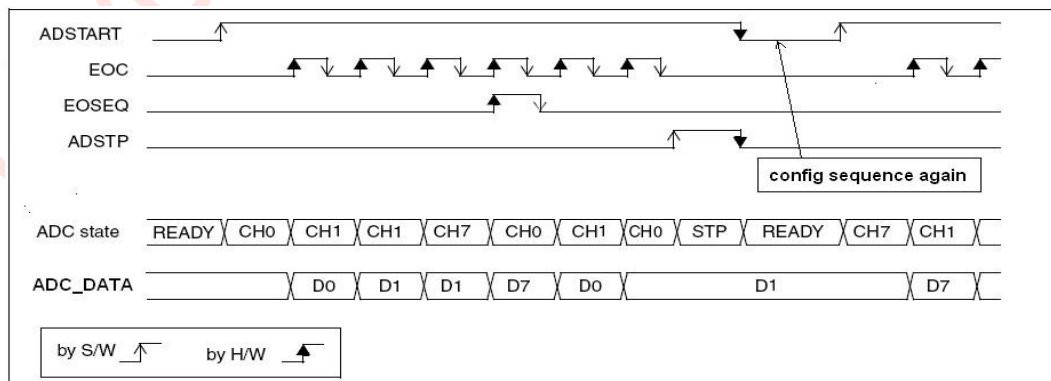 ADSTART
EOC
EOSEQ
ADSTP
config sequence again
ADC state READY CH0 CH1 CH1 CH7 CH0 CH1 CH0 STP READY CH7 CH1
ADC_DATA D0 D1 D1 D7 D0 D1 D7
by S/W by H/W